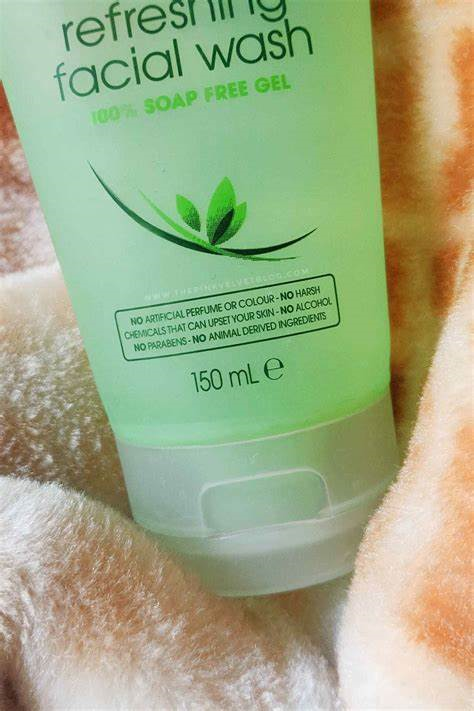 refreshing
facial wash
100% SOAP FREE GEL
WWW.THEPINKVELVETBLOG.COM
NO ARTIFICIAL PERFUME OR COLOUR - NO HARSH
CHEMICALS THAT CAN UPSET YOUR SKIN - NO ALCOHOL
NO PARABENS - NO ANIMAL DERIVED INGREDIENTS
150 mL ℮